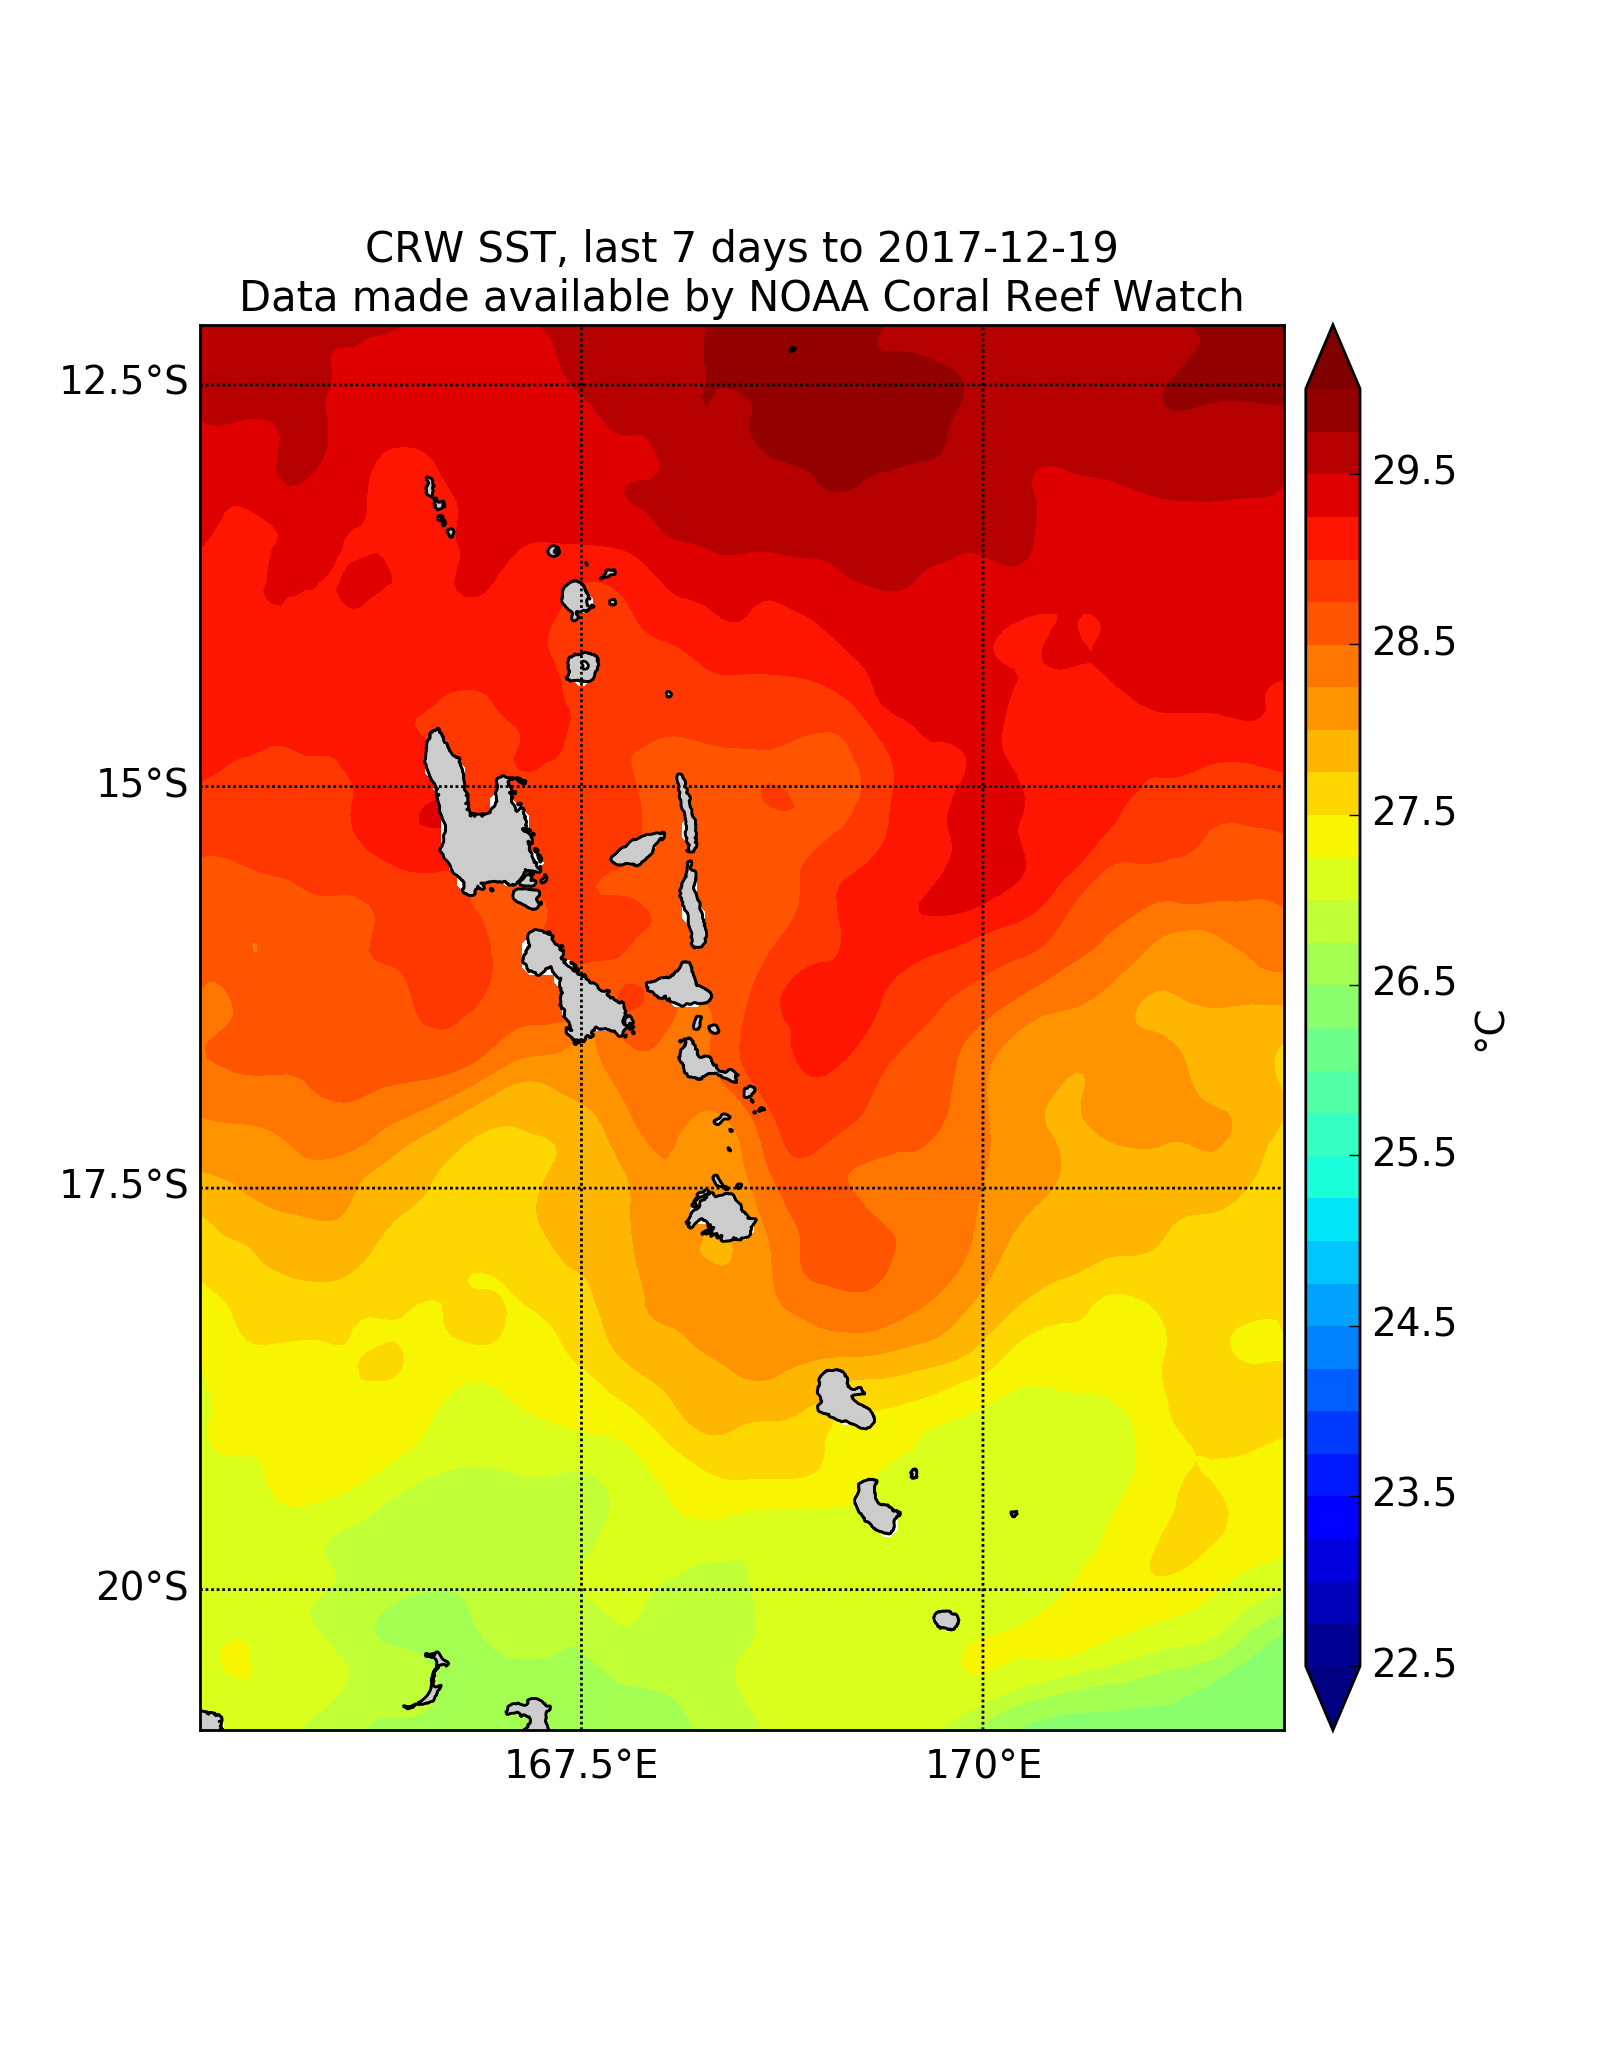 CRW SST, last 7 days to 2017-12-19
Data made available by NOAA Coral Reef Watch
12.5°S
15°S
17.5°S
20°S
167.5°E
170°E
29.5
28.5
27.5
26.5
25.5
24.5
23.5
22.5
°C